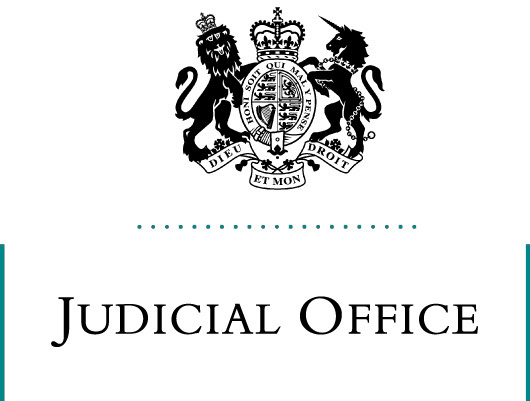 HONI SOIT QUI MAL Y PENSE
DIEU ET MON DROIT
JUDICIAL OFFICE